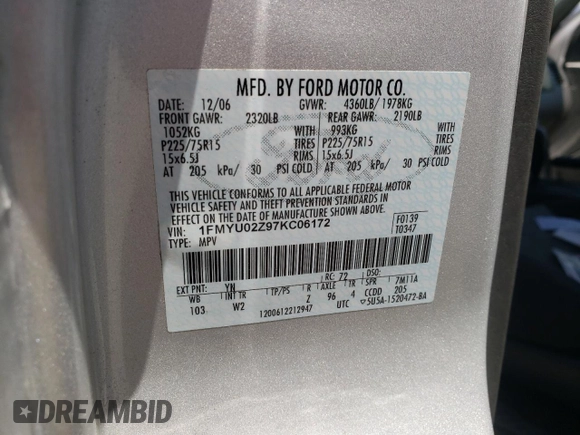 MFD. BY FORD MOTOR CO.
DATE: 12/06 GVWR: 4360LB/ 1978KG
FRONT GAWR: 2320LB REAR GAWR: 2190LB
1052KG WITH 993KG WITH
P225/75R15 TIRES P225/75R15 TIRES
15x6.5J RIMS 15x6.5J RIMS
AT 205 kPa/ 30 PSI COLD AT 205 kPa/ 30 PSI COLD
THIS VEHICLE CONFORMS TO ALL APPLICABLE FEDERAL MOTOR
VEHICLE SAFETY AND THEFT PREVENTION STANDARDS IN
EFFECT ON THE DATE OF MANUFACTURE SHOWN ABOVE.
VIN: 1FMYU02Z97KC06172 F0139
TYPE: MPV T0347
EXT PNT: YN RC: 72 DSO:
WB INT TR TP/PS R AXLE TR SPR 7M11A
103 W2 Z 96 4 CCDD 205
1200612212947 UTC 5U5A-1520472-BA
Ford
DREAMBID